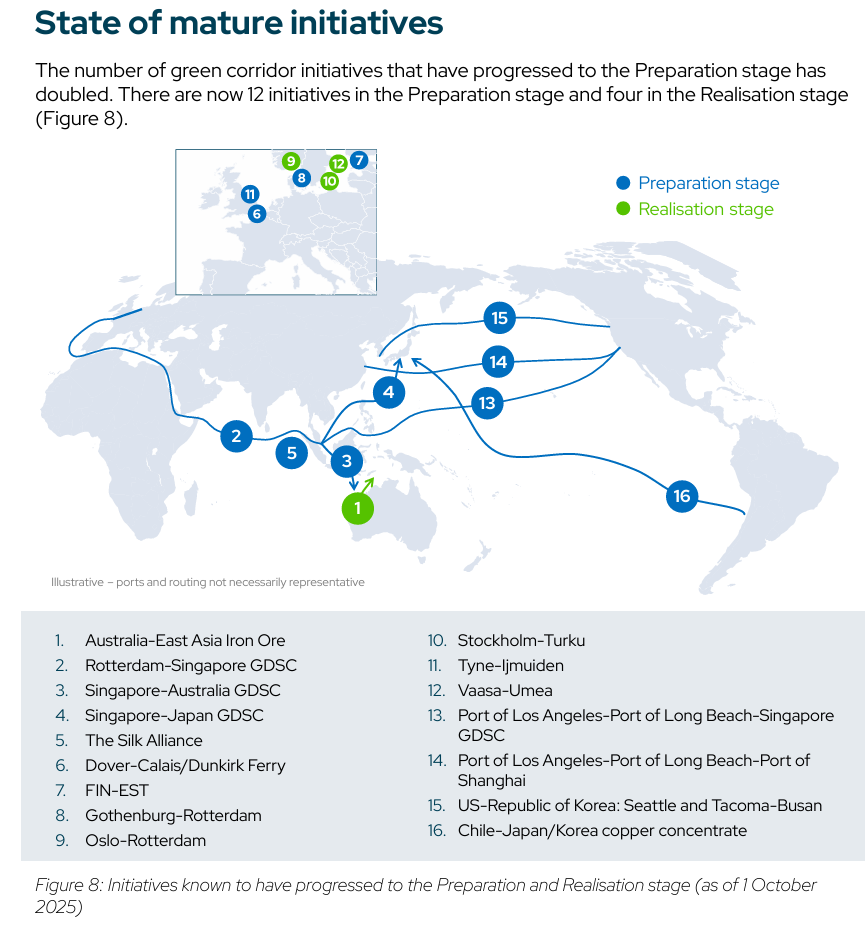 State of mature initiatives
The number of green corridor initiatives that have progressed to the Preparation stage has
doubled. There are now 12 initiatives in the Preparation stage and four in the Realisation stage
(Figure 8).
9
12
7
8
10
11
6
Preparation stage
Realisation stage
15
14
4
13
2
5
3
16
1
Illustrative – ports and routing not necessarily representative
1. Australia-East Asia Iron Ore
2. Rotterdam-Singapore GDSC
3. Singapore-Australia GDSC
4. Singapore-Japan GDSC
5. The Silk Alliance
6. Dover-Calais/Dunkirk Ferry
7. FIN-EST
8. Gothenburg-Rotterdam
9. Oslo-Rotterdam
10. Stockholm-Turku
11. Tyne-Ijmuiden
12. Vaasa-Umea
13. Port of Los Angeles-Port of Long Beach-Singapore
GDSC
14. Port of Los Angeles-Port of Long Beach-Port of
Shanghai
15. US-Republic of Korea: Seattle and Tacoma-Busan
16. Chile-Japan/Korea copper concentrate
Figure 8: Initiatives known to have progressed to the Preparation and Realisation stage (as of 1 October
2025)